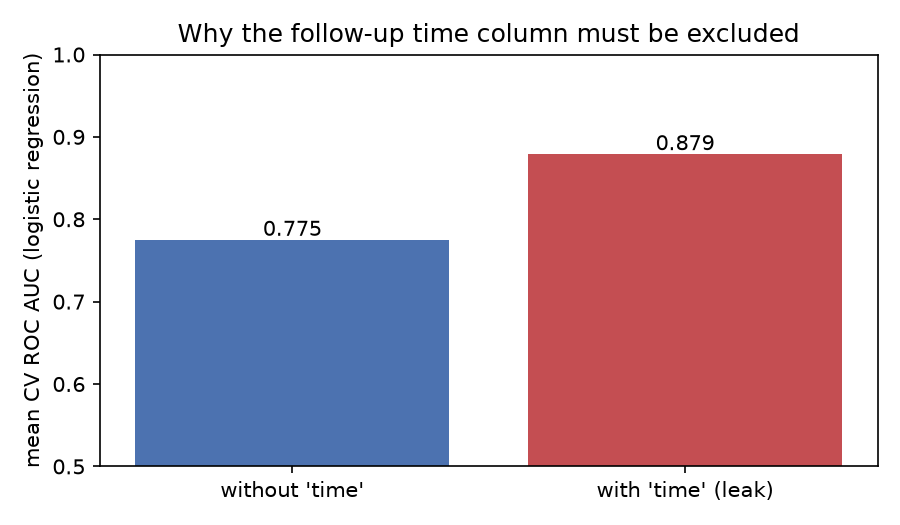 Why the follow-up time column must be excluded
mean CV ROC AUC (logistic regression)
1.0
0.9
0.8
0.7
0.6
0.5
0.775
0.879
without 'time'
with 'time' (leak)